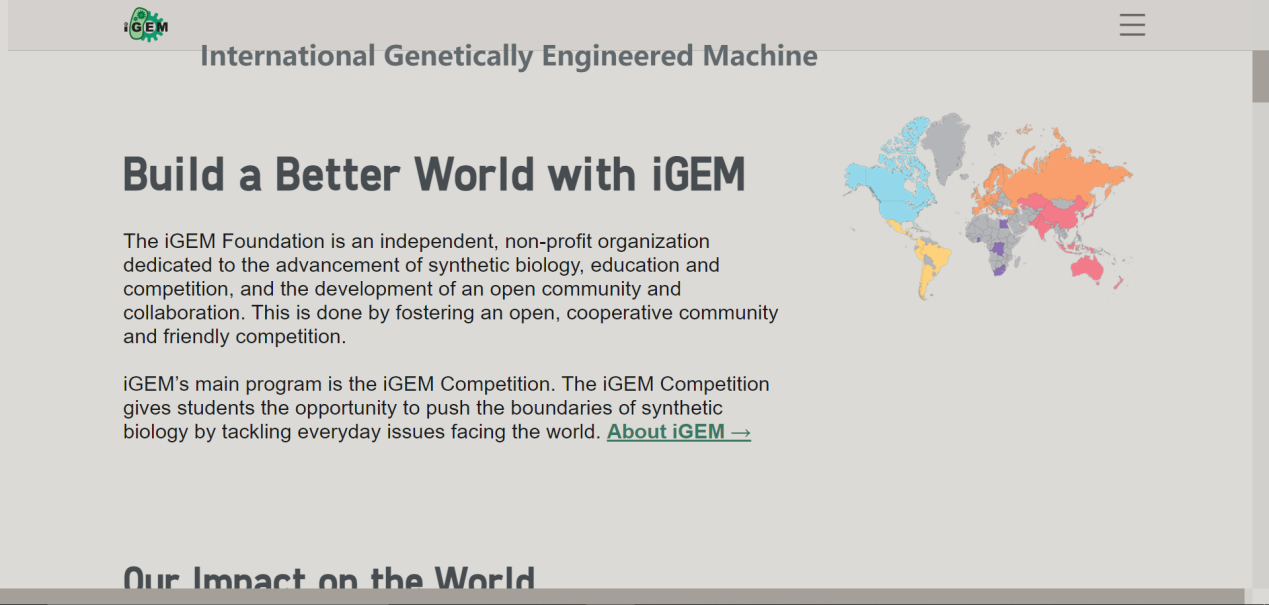 iGEM
International Genetically Engineered Machine
Build a Better World with iGEM
The iGEM Foundation is an independent, non-profit organization
dedicated to the advancement of synthetic biology, education and
competition, and the development of an open community and
collaboration. This is done by fostering an open, cooperative community
and friendly competition.
iGEM’s main program is the iGEM Competition. The iGEM Competition
gives students the opportunity to push the boundaries of synthetic
biology by tackling everyday issues facing the world. About iGEM →
Our Impact on the World